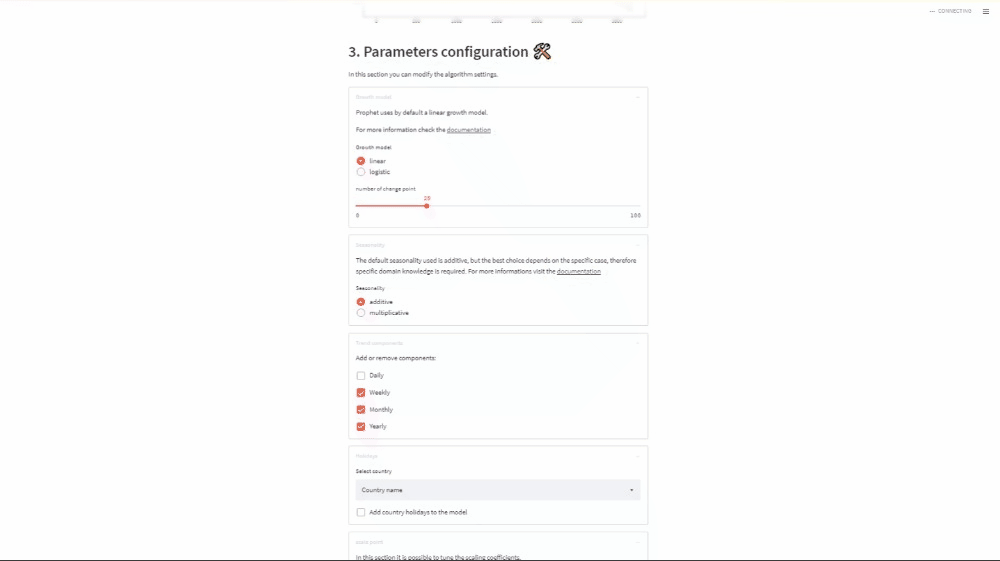 CONNECTING
3. Parameters configuration 🛠
In this section you can modify the algorithm settings.
Growth model
Prophet uses by default a linear growth model.
For more information check the documentation
Growth model
linear
logistic
number of change point
0
100
Seasonality
The default seasonality used is additive, but the best choice depends on the specific case, therefore
specific domain knowledge is required. For more informations visit the documentation
Seasonality
additive
multiplicative
Trend components
Add or remove components:
Daily
Weekly
Monthly
Yearly
Holidays
Select country
Country name
Add country holidays to the model
In this section it is possible to tune the scaling coefficients.